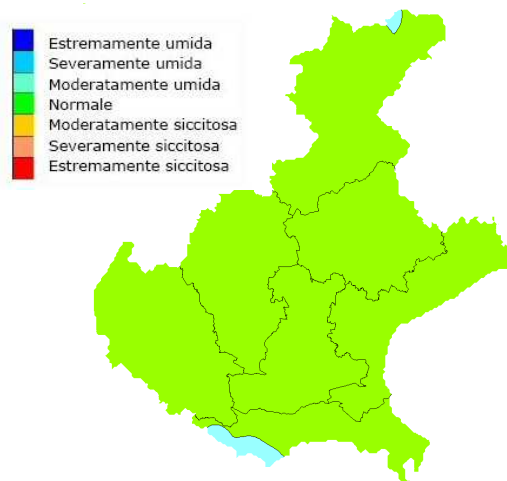 Estremamente umida
Severamente umida
Moderatamente umida
Normale
Moderatamente siccitosa
Severamente siccitosa
Estremamente siccitosa